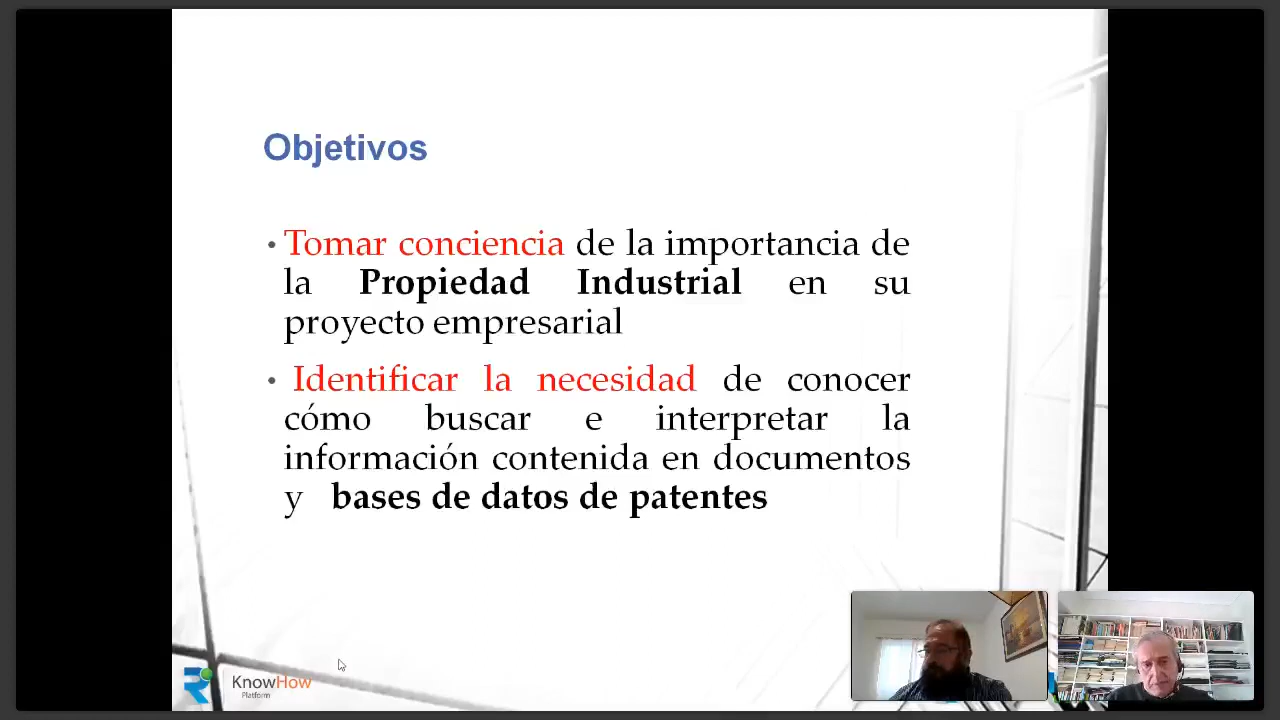 Objetivos
• Tomar conciencia de la importancia de
la Propiedad Industrial en su
proyecto empresarial
• Identificar la necesidad de conocer
cómo buscar e interpretar la
información contenida en documentos
y bases de datos de patentes
KnowHow
Platform